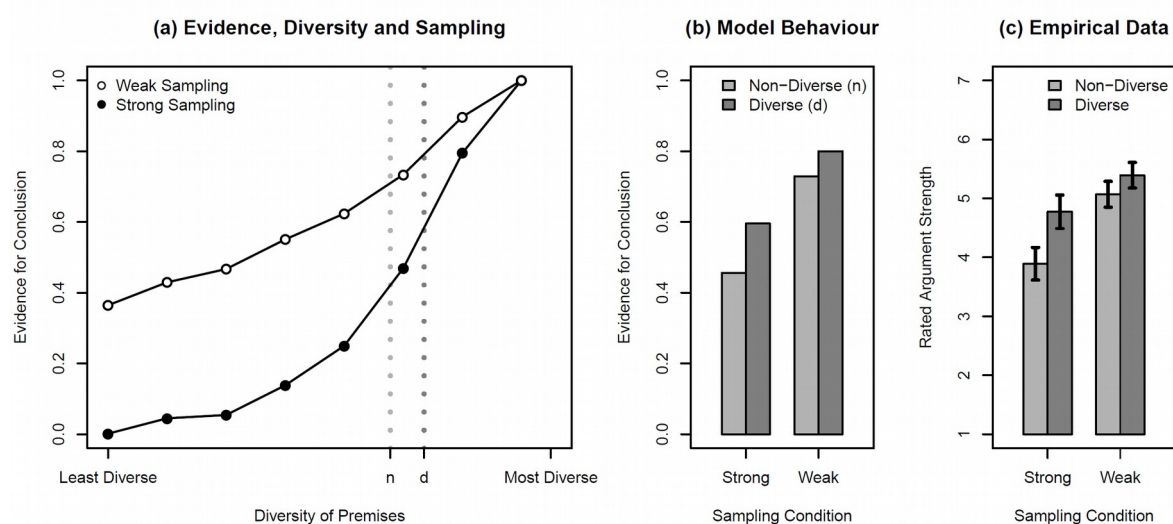 (a) Evidence, Diversity and Sampling
Weak Sampling
Strong Sampling
Evidence for Conclusion
1.0
0.8
0.6
0.4
0.2
0.0
Least Diverse
n
d
Most Diverse
Diversity of Premises
(b) Model Behaviour
Non-Diverse (n)
Diverse (d)
Evidence for Conclusion
1.0
0.8
0.6
0.4
0.2
0.0
Strong
Weak
Sampling Condition
(c) Empirical Data
Non-Diverse
Diverse
Rated Argument Strength
7
6
5
4
3
2
1
Strong
Weak
Sampling Condition